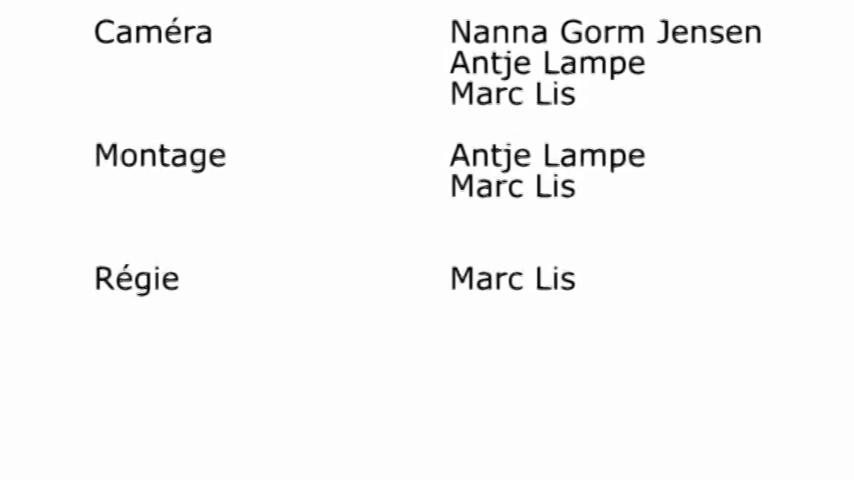 Caméra Nanna Gorm Jensen
Antje Lampe
Marc Lis
Montage Antje Lampe
Marc Lis
Régie Marc Lis